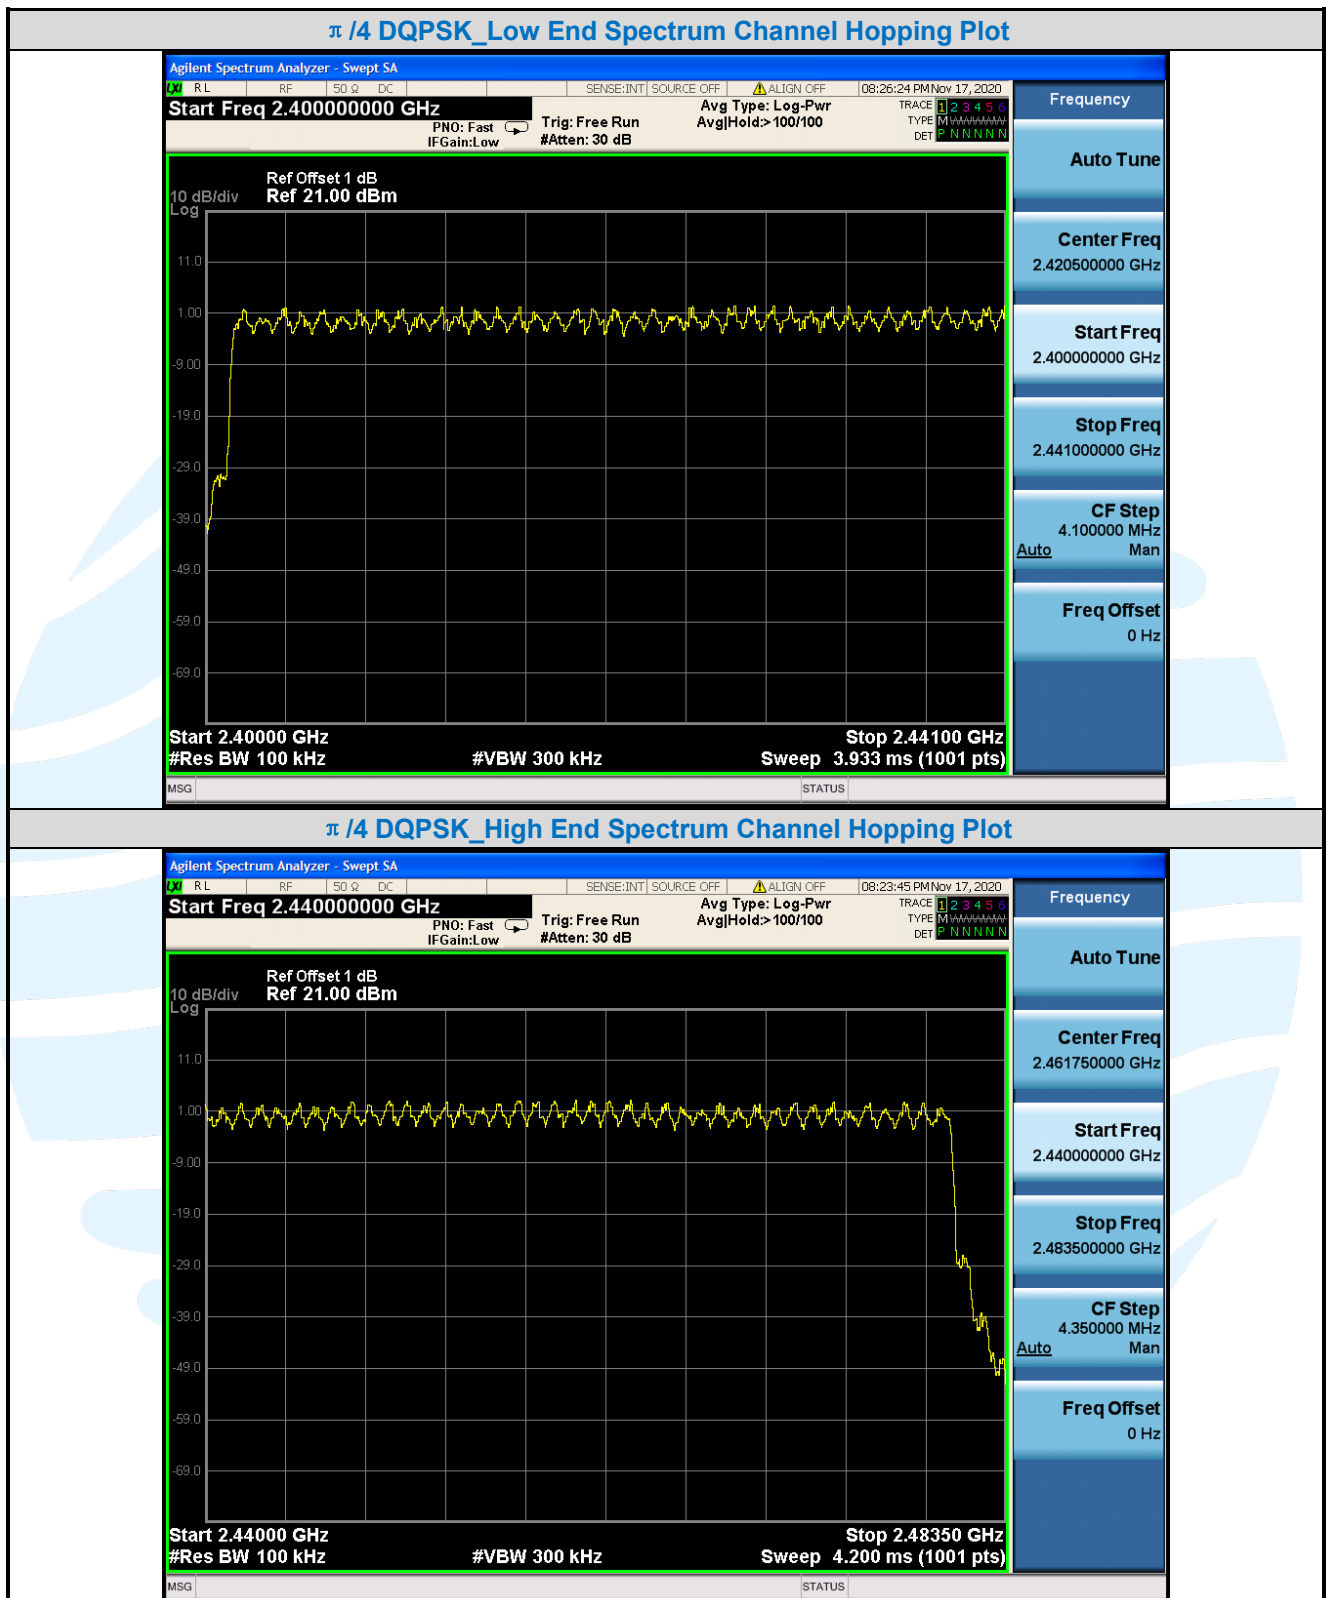 π /4 DQPSK_Low End Spectrum Channel Hopping Plot
Agilent Spectrum Analyzer - Swept SA
LXI RL RF 50 Ω DC SENSE:INT SOURCE OFF ALIGN OFF 08:26:24 PM Nov 17, 2020
Start Freq 2.400000000 GHz
Avg Type: Log-Pwr
TRACE 1 2 3 4 5 6
PNO: Fast
Trig: Free Run
Avg|Hold:>100/100
TYPE M
IFGain:Low
#Atten: 30 dB
DET P N N N N N
Ref Offset 1 dB
10 dB/div Ref 21.00 dBm
Log
11.0
1.00
-9.00
-19.0
-29.0
-39.0
-49.0
-59.0
-69.0
Start 2.40000 GHz Stop 2.44100 GHz
#Res BW 100 kHz #VBW 300 kHz Sweep 3.933 ms (1001 pts)
MSG STATUS
Frequency
Auto Tune
Center Freq
2.420500000 GHz
Start Freq
2.400000000 GHz
Stop Freq
2.441000000 GHz
CF Step
4.100000 MHz
Auto Man
Freq Offset
0 Hz
π /4 DQPSK_High End Spectrum Channel Hopping Plot
Agilent Spectrum Analyzer - Swept SA
LXI RL RF 50 Ω DC SENSE:INT SOURCE OFF ALIGN OFF 08:23:45 PM Nov 17, 2020
Start Freq 2.440000000 GHz
Avg Type: Log-Pwr
TRACE 1 2 3 4 5 6
PNO: Fast
Trig: Free Run
Avg|Hold:>100/100
TYPE M
IFGain:Low
#Atten: 30 dB
DET P N N N N N
Ref Offset 1 dB
10 dB/div Ref 21.00 dBm
Log
11.0
1.00
-9.00
-19.0
-29.0
-39.0
-49.0
-59.0
-69.0
Start 2.44000 GHz Stop 2.48350 GHz
#Res BW 100 kHz #VBW 300 kHz Sweep 4.200 ms (1001 pts)
MSG STATUS
Frequency
Auto Tune
Center Freq
2.461750000 GHz
Start Freq
2.440000000 GHz
Stop Freq
2.483500000 GHz
CF Step
4.350000 MHz
Auto Man
Freq Offset
0 Hz